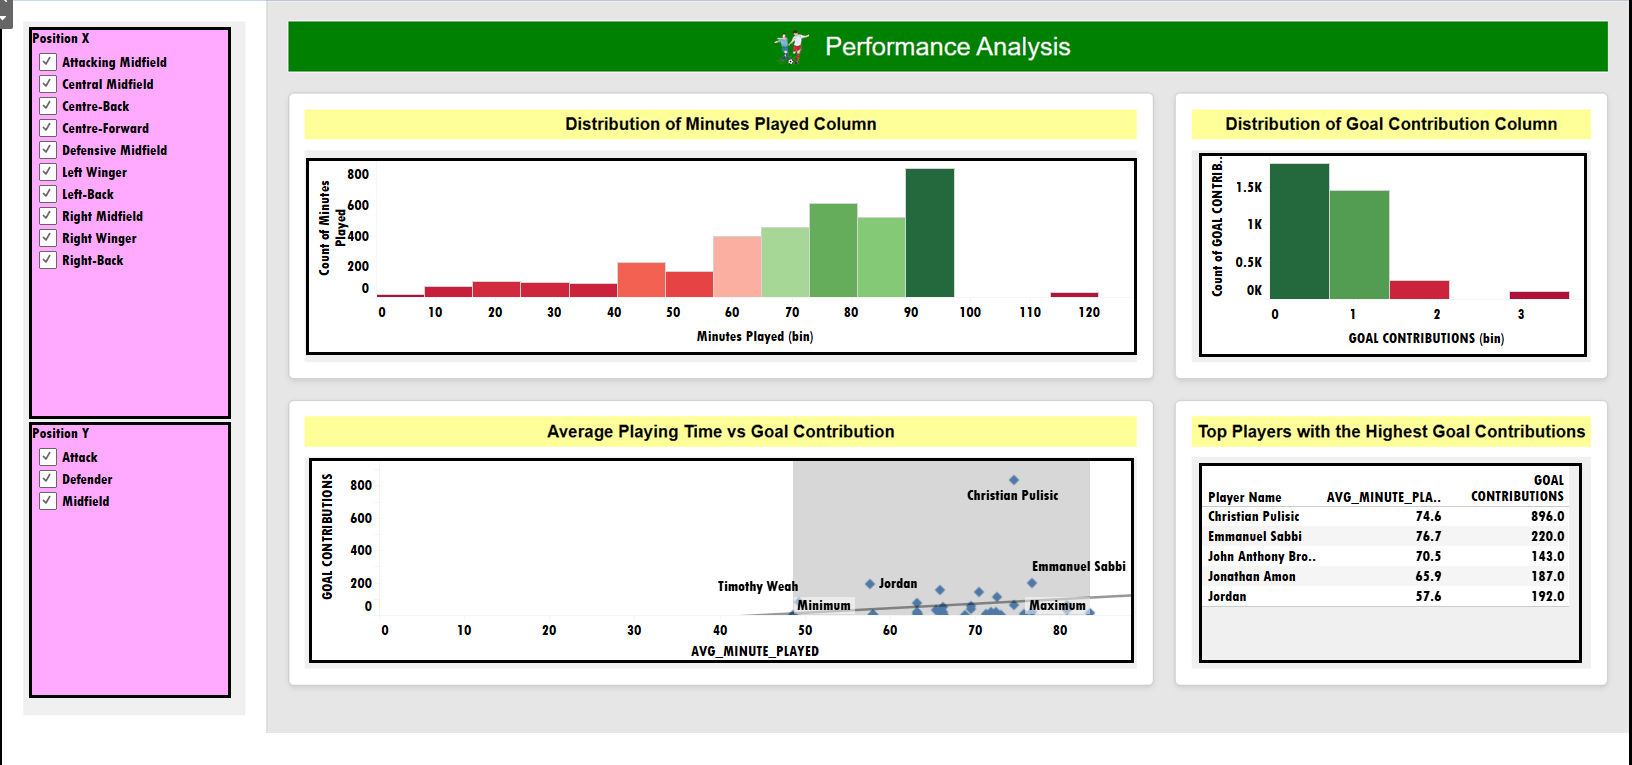 Position X
Attacking Midfield
Central Midfield
Centre-Back
Centre-Forward
Defensive Midfield
Left Winger
Left-Back
Right Midfield
Right Winger
Right-Back
Position Y
Attack
Defender
Midfield
Performance Analysis
Distribution of Minutes Played Column
Count of Minutes
Played
800
600
400
200
0
0 10 20 30 40 50 60 70 80 90 100 110 120
Minutes Played (bin)
Distribution of Goal Contribution Column
Count of GOAL CONTRIB..
1.5K
1K
0.5K
0K
0 1 2 3
GOAL CONTRIBUTIONS (bin)
Average Playing Time vs Goal Contribution
GOAL CONTRIBUTIONS
800
600
400
200
0
Christian Pulisic
Emmanuel Sabbi
Timothy Weah
Jordan
Minimum
Maximum
0 10 20 30 40 50 60 70 80
AVG_MINUTE_PLAYED
Top Players with the Highest Goal Contributions
Player Name AVG_MINUTE_PLA.. GOAL
CONTRIBUTIONS
Christian Pulisic 74.6 896.0
Emmanuel Sabbi 76.7 220.0
John Anthony Bro.. 70.5 143.0
Jonathan Amon 65.9 187.0
Jordan 57.6 192.0